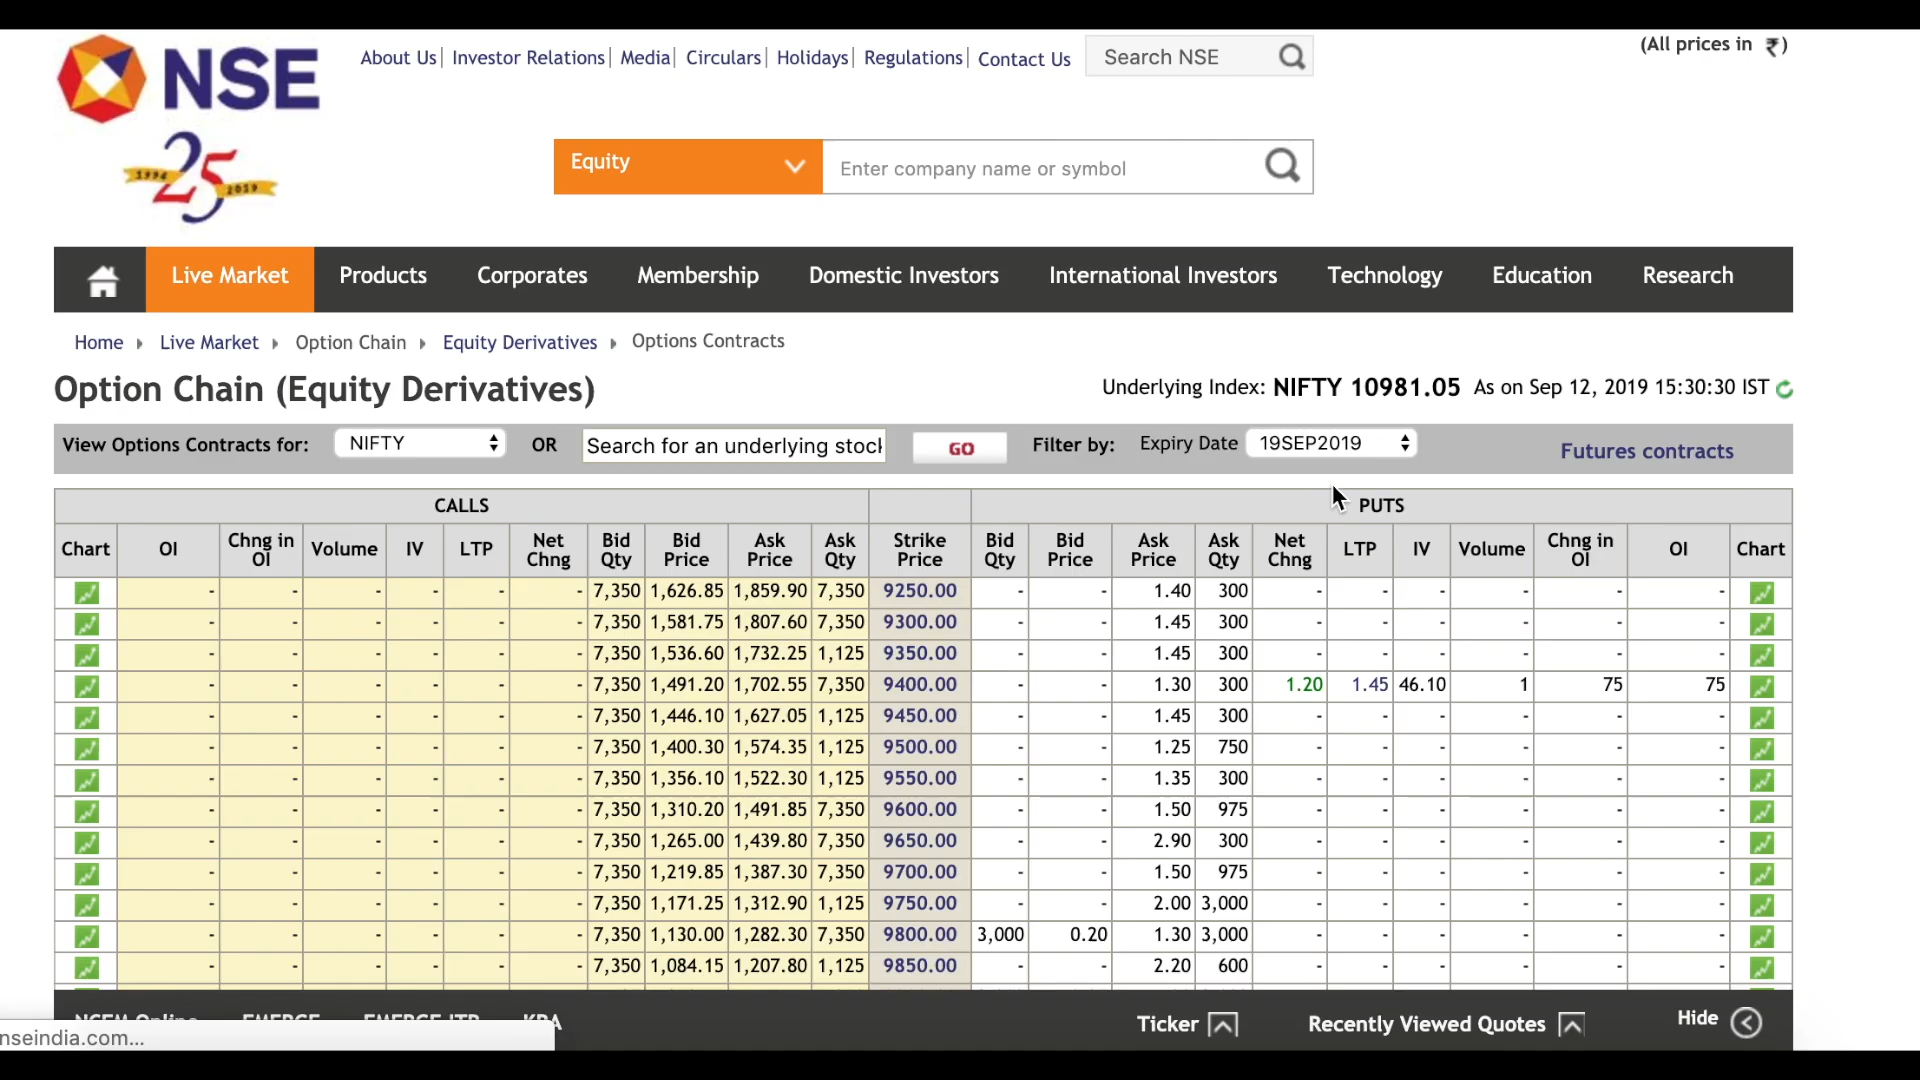 NSE
1994 25 2019
About Us| Investor Relations| Media| Circulars| Holidays| Regulations| Contact Us
Search NSE
(All prices in ₹)
Equity
Enter company name or symbol
Live Market Products Corporates Membership Domestic Investors International Investors Technology Education Research
Home Live Market Option Chain Equity Derivatives Options Contracts
Option Chain (Equity Derivatives)
Underlying Index: NIFTY 10981.05 As on Sep 12, 2019 15:30:30 IST
View Options Contracts for: NIFTY OR Search for an underlying stock GO Filter by: Expiry Date 19SEP2019 Futures contracts
CALLS PUTS
Chart OI Chng in OI Volume IV LTP Net Chng Bid Qty Bid Price Ask Price Ask Qty Strike Price Bid Qty Bid Price Ask Price Ask Qty Net Chng LTP IV Volume Chng in OI OI Chart
- - - - - - 7,350 1,626.85 1,859.90 7,350 9250.00 - - 1.40 300 - - - - - -
- - - - - - 7,350 1,581.75 1,807.60 7,350 9300.00 - - 1.45 300 - - - - - -
- - - - - - 7,350 1,536.60 1,732.25 1,125 9350.00 - - 1.45 300 - - - - - -
- - - - - - 7,350 1,491.20 1,702.55 7,350 9400.00 - - 1.30 300 1.20 1.45 46.10 1 75 75
- - - - - - 7,350 1,446.10 1,627.05 1,125 9450.00 - - 1.45 300 - - - - - -
- - - - - - 7,350 1,400.30 1,574.35 1,125 9500.00 - - 1.25 750 - - - - - -
- - - - - - 7,350 1,356.10 1,522.30 1,125 9550.00 - - 1.35 300 - - - - - -
- - - - - - 7,350 1,310.20 1,491.85 7,350 9600.00 - - 1.50 975 - - - - - -
- - - - - - 7,350 1,265.00 1,439.80 7,350 9650.00 - - 2.90 300 - - - - - -
- - - - - - 7,350 1,219.85 1,387.30 7,350 9700.00 - - 1.50 975 - - - - - -
- - - - - - 7,350 1,171.25 1,312.90 1,125 9750.00 - - 2.00 3,000 - - - - - -
- - - - - - 7,350 1,130.00 1,282.30 7,350 9800.00 3,000 0.20 1.30 3,000 - - - - - -
- - - - - - 7,350 1,084.15 1,207.80 1,125 9850.00 - - 2.20 600 - - - - - -
Ticker Recently Viewed Quotes Hide
nseindia.com...